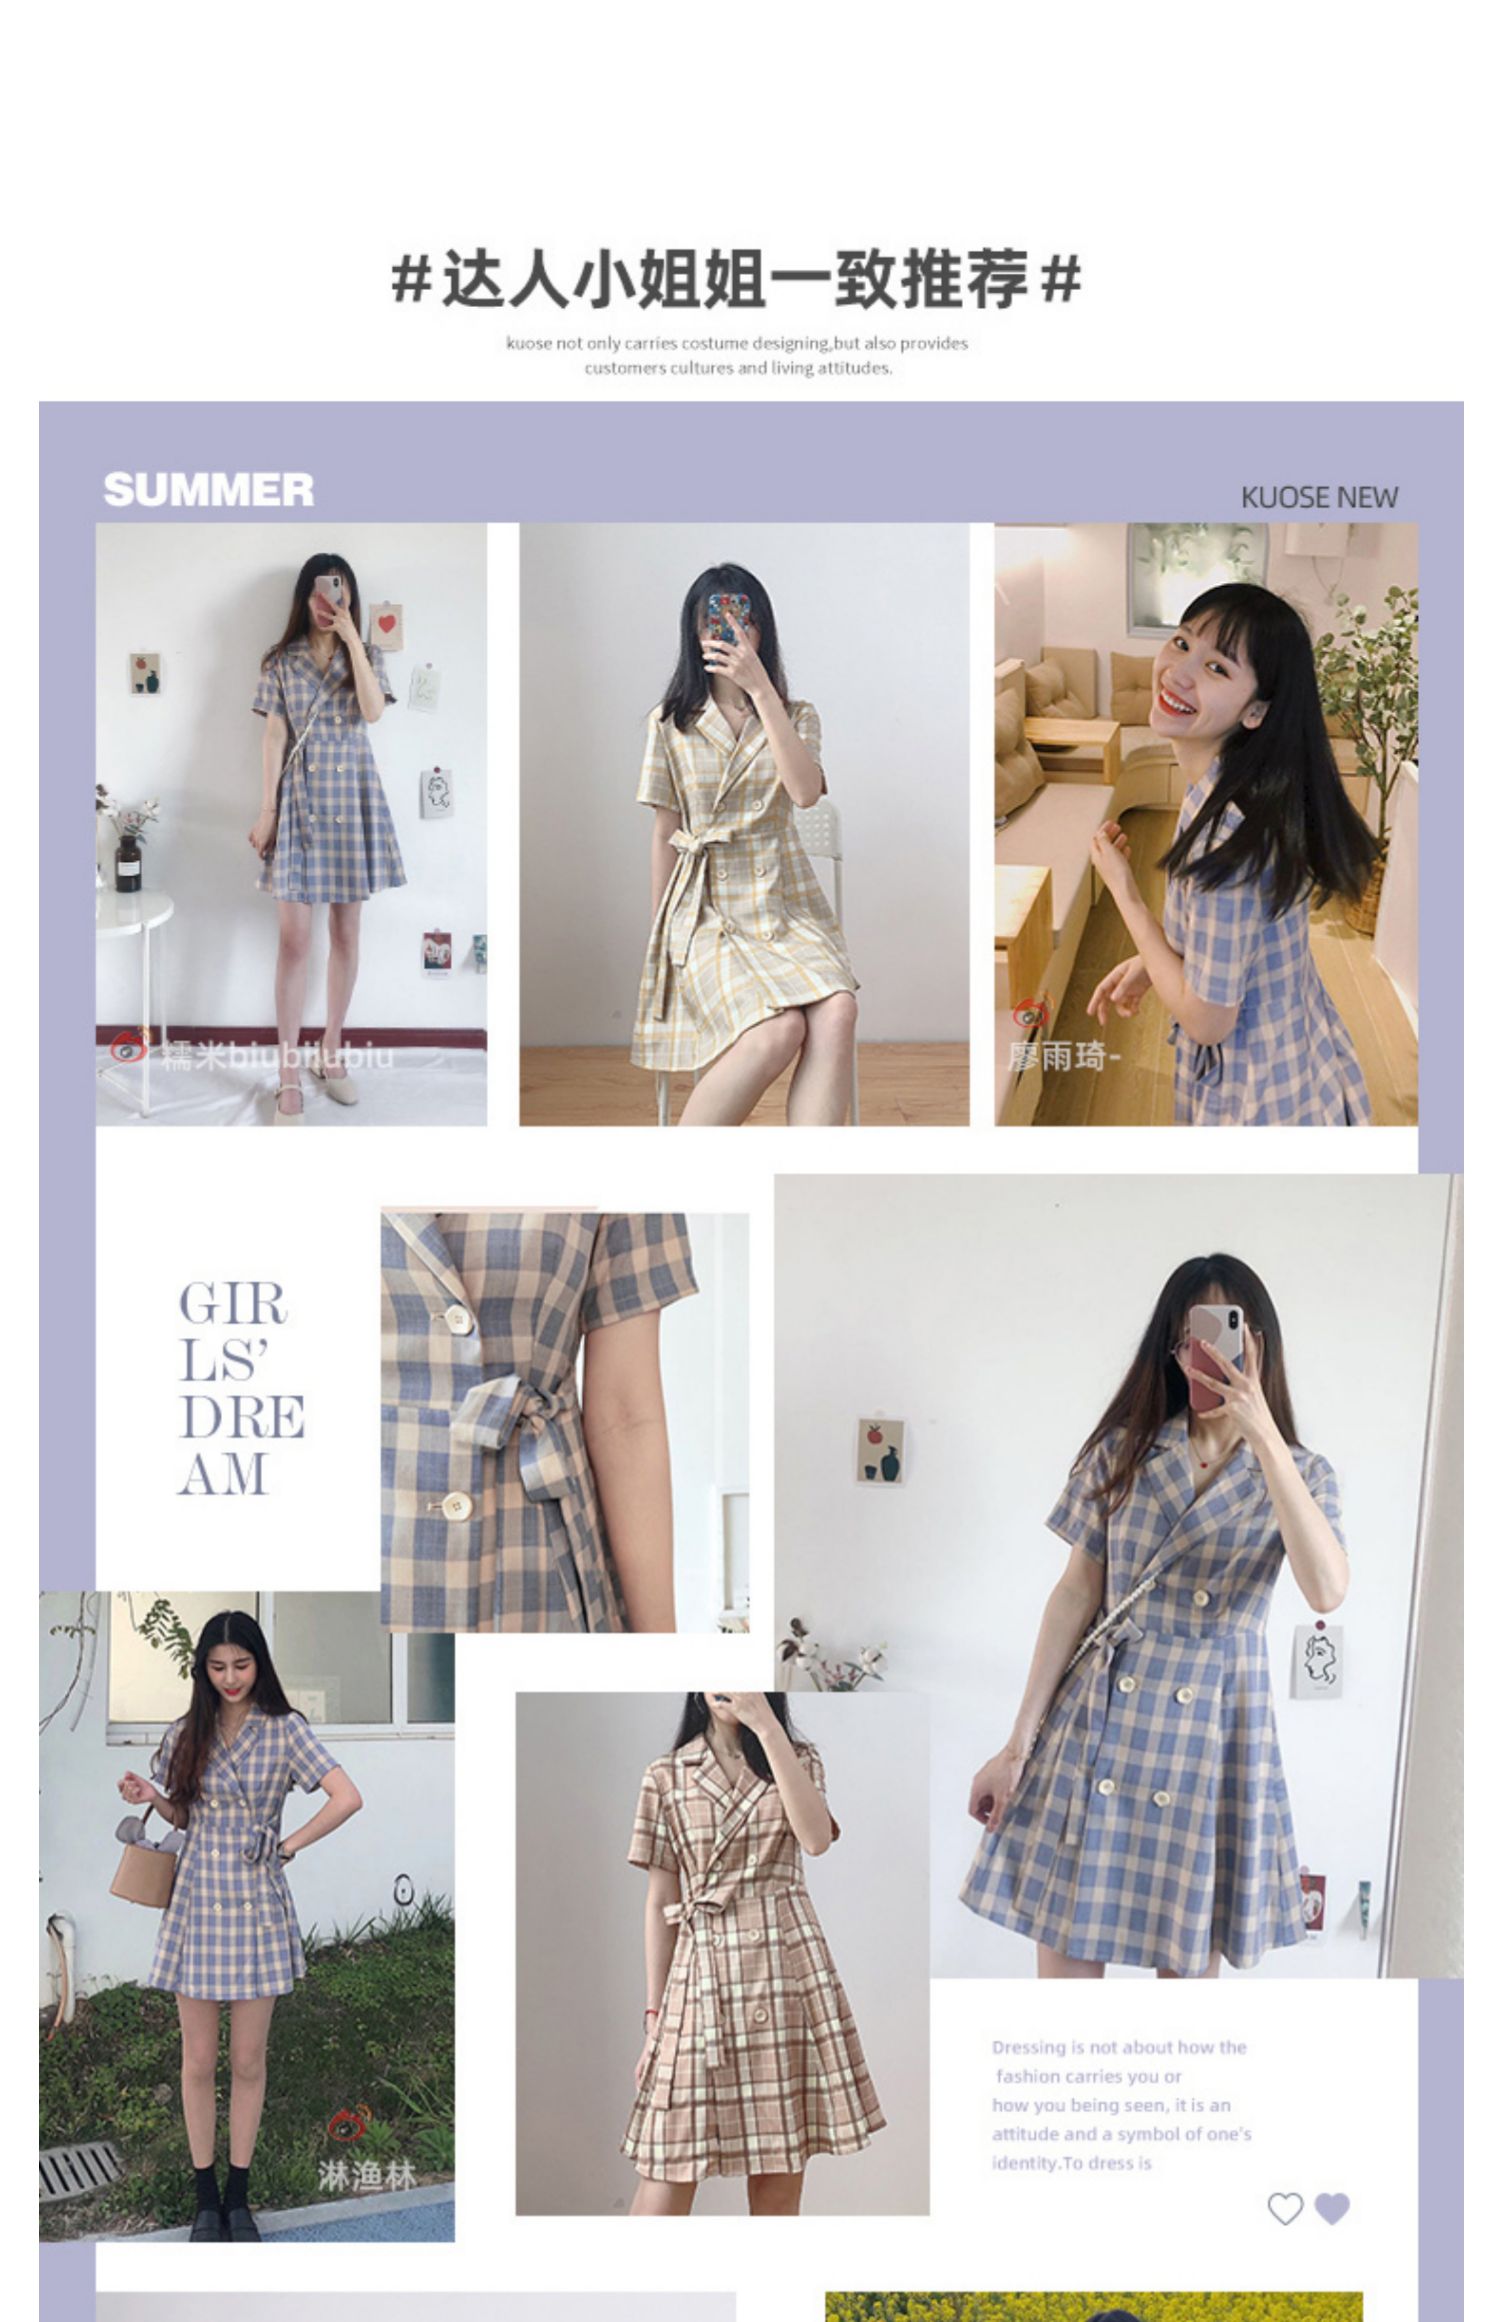 #达人小姐姐一致推荐#
kuose not only carries costume designing,but also provides
customers cultures and living attitudes.
SUMMER
KUOSE NEW
糯米biubiiubiu
廖雨琦-
GIR
LS'
DRE
AM
淋渔林
Dressing is not about how the
fashion carries you or
how you being seen, it is an
attitude and a symbol of one's
identity.To dress is